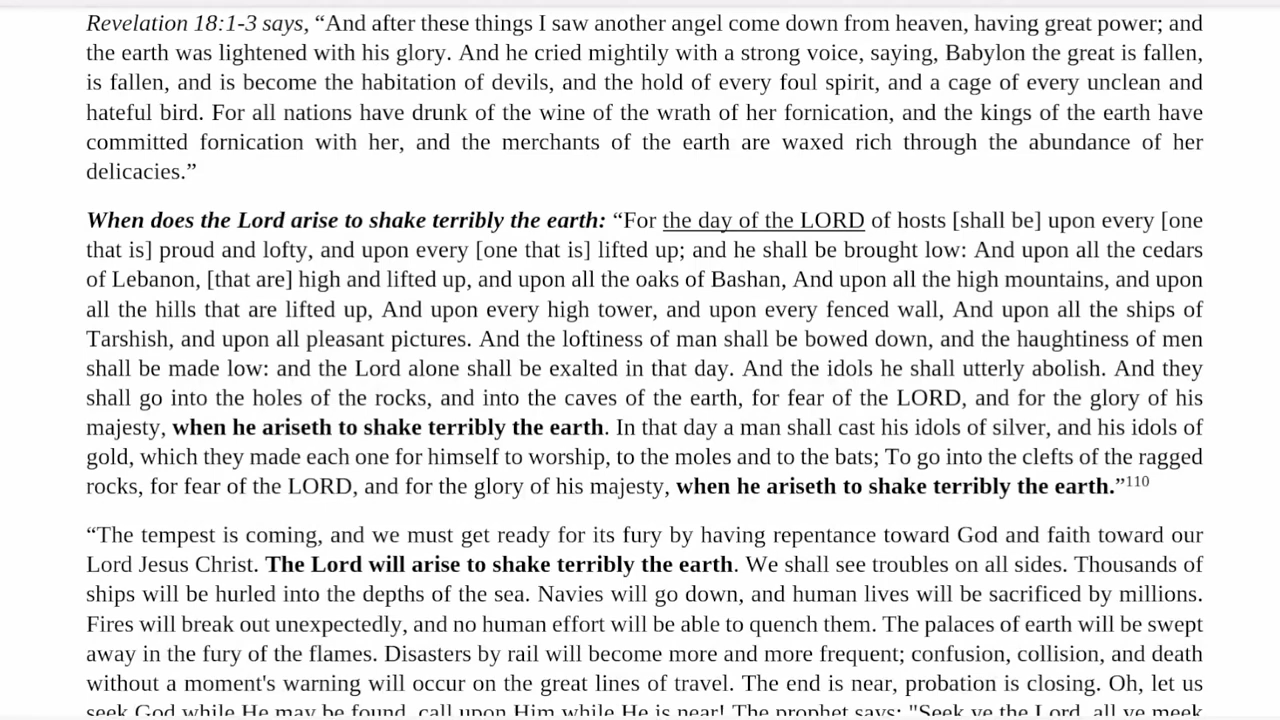 Revelation 18:1-3 says, “And after these things I saw another angel come down from heaven, having great power; and
the earth was lightened with his glory. And he cried mightily with a strong voice, saying, Babylon the great is fallen,
is fallen, and is become the habitation of devils, and the hold of every foul spirit, and a cage of every unclean and
hateful bird. For all nations have drunk of the wine of the wrath of her fornication, and the kings of the earth have
committed fornication with her, and the merchants of the earth are waxed rich through the abundance of her
delicacies.”
When does the Lord arise to shake terribly the earth: “For the day of the LORD of hosts [shall be] upon every [one
that is] proud and lofty, and upon every [one that is] lifted up; and he shall be brought low: And upon all the cedars
of Lebanon, [that are] high and lifted up, and upon all the oaks of Bashan, And upon all the high mountains, and upon
all the hills that are lifted up, And upon every high tower, and upon every fenced wall, And upon all the ships of
Tarshish, and upon all pleasant pictures. And the loftiness of man shall be bowed down, and the haughtiness of men
shall be made low: and the Lord alone shall be exalted in that day. And the idols he shall utterly abolish. And they
shall go into the holes of the rocks, and into the caves of the earth, for fear of the LORD, and for the glory of his
majesty, when he ariseth to shake terribly the earth. In that day a man shall cast his idols of silver, and his idols of
gold, which they made each one for himself to worship, to the moles and to the bats; To go into the clefts of the ragged
rocks, for fear of the LORD, and for the glory of his majesty, when he ariseth to shake terribly the earth.”110
“The tempest is coming, and we must get ready for its fury by having repentance toward God and faith toward our
Lord Jesus Christ. The Lord will arise to shake terribly the earth. We shall see troubles on all sides. Thousands of
ships will be hurled into the depths of the sea. Navies will go down, and human lives will be sacrificed by millions.
Fires will break out unexpectedly, and no human effort will be able to quench them. The palaces of earth will be swept
away in the fury of the flames. Disasters by rail will become more and more frequent; confusion, collision, and death
without a moment's warning will occur on the great lines of travel. The end is near, probation is closing. Oh, let us
seek God while He may be found, call upon Him while He is near! The prophet says: "Seek ye the Lord, all ye meek